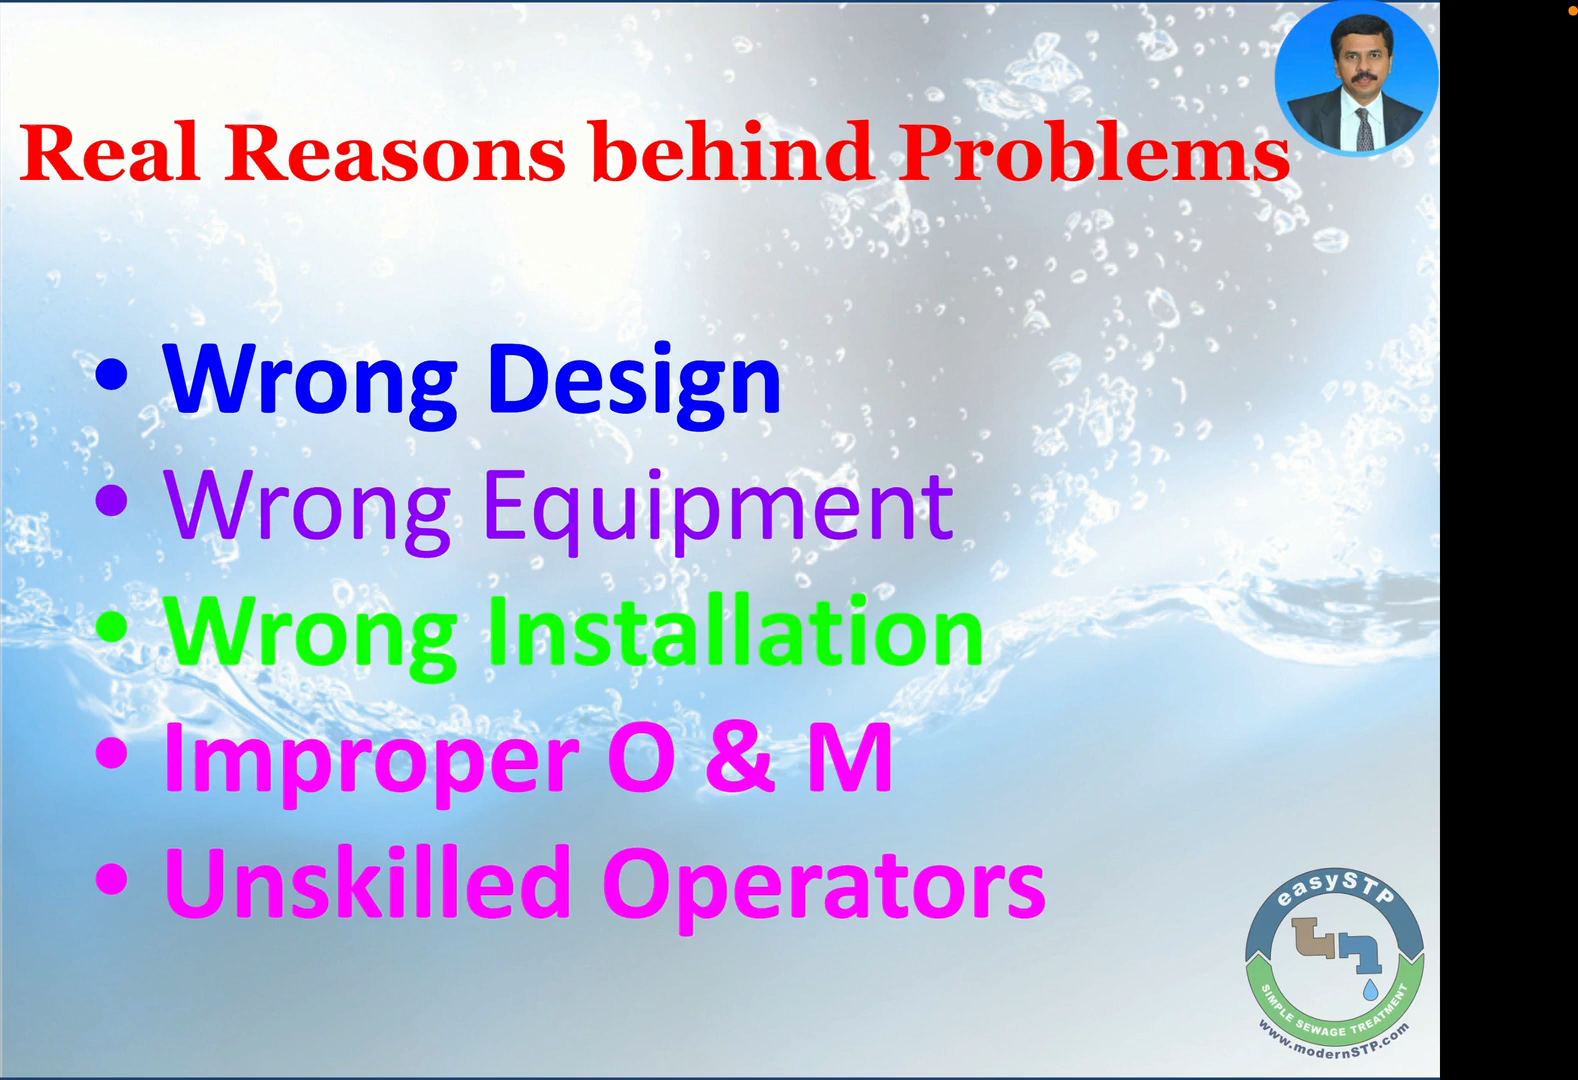 Real Reasons behind Problems
• Wrong Design
• Wrong Equipment
• Wrong Installation
• Improper O & M
• Unskilled Operators
easySTP
SIMPLE SEWAGE TREATMENT
www.modernSTP.com